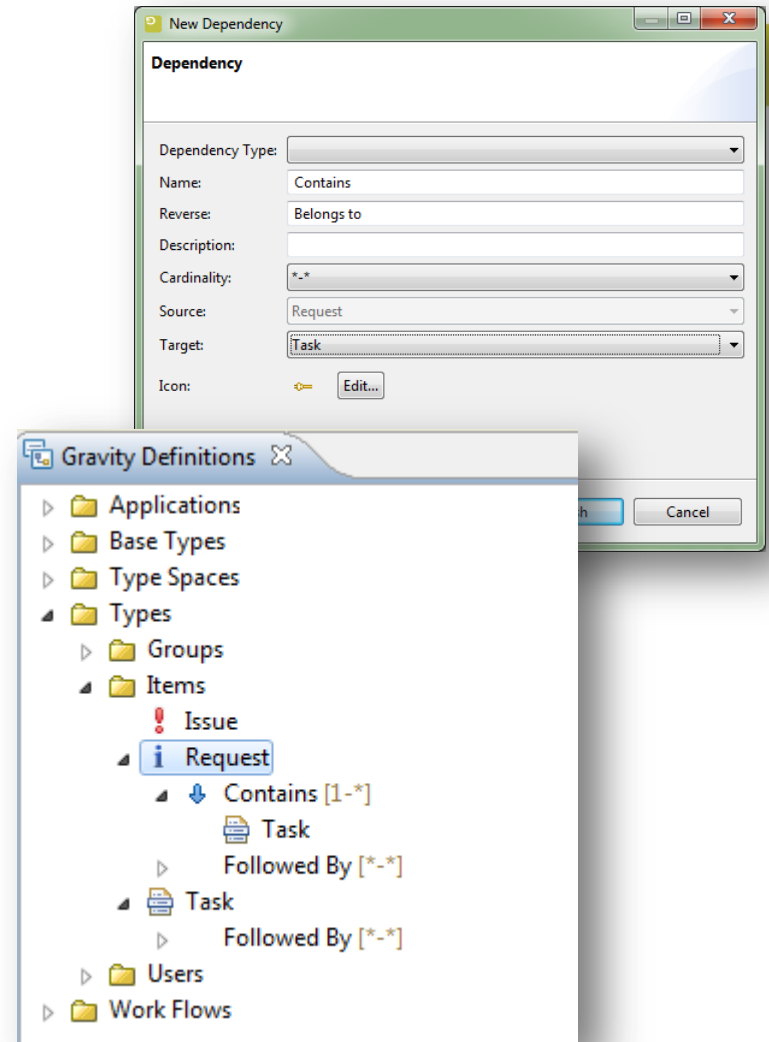 New Dependency
Dependency
Dependency Type:
Name: Contains
Reverse: Belongs to
Description:
Cardinality: *-*
Source: Request
Target: Task
Icon: Edit...
Cancel
Gravity Definitions
Applications
Base Types
Type Spaces
Types
Groups
Items
Issue
Request
Contains [1-*]
Task
Followed By [*-*]
Task
Followed By [*-*]
Users
Work Flows